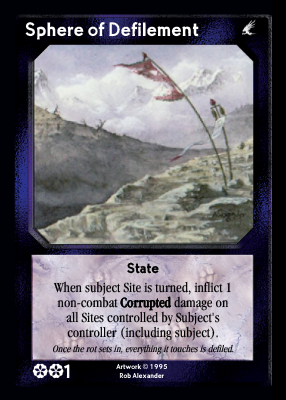 Sphere of Defilement
State
When subject Site is turned, inflict 1
non-combat Corrupted damage on
all Sites controlled by Subject's
controller (including subject).
Once the rot sets in, everything it touches is defiled.
1
Artwork © 1995
Rob Alexander